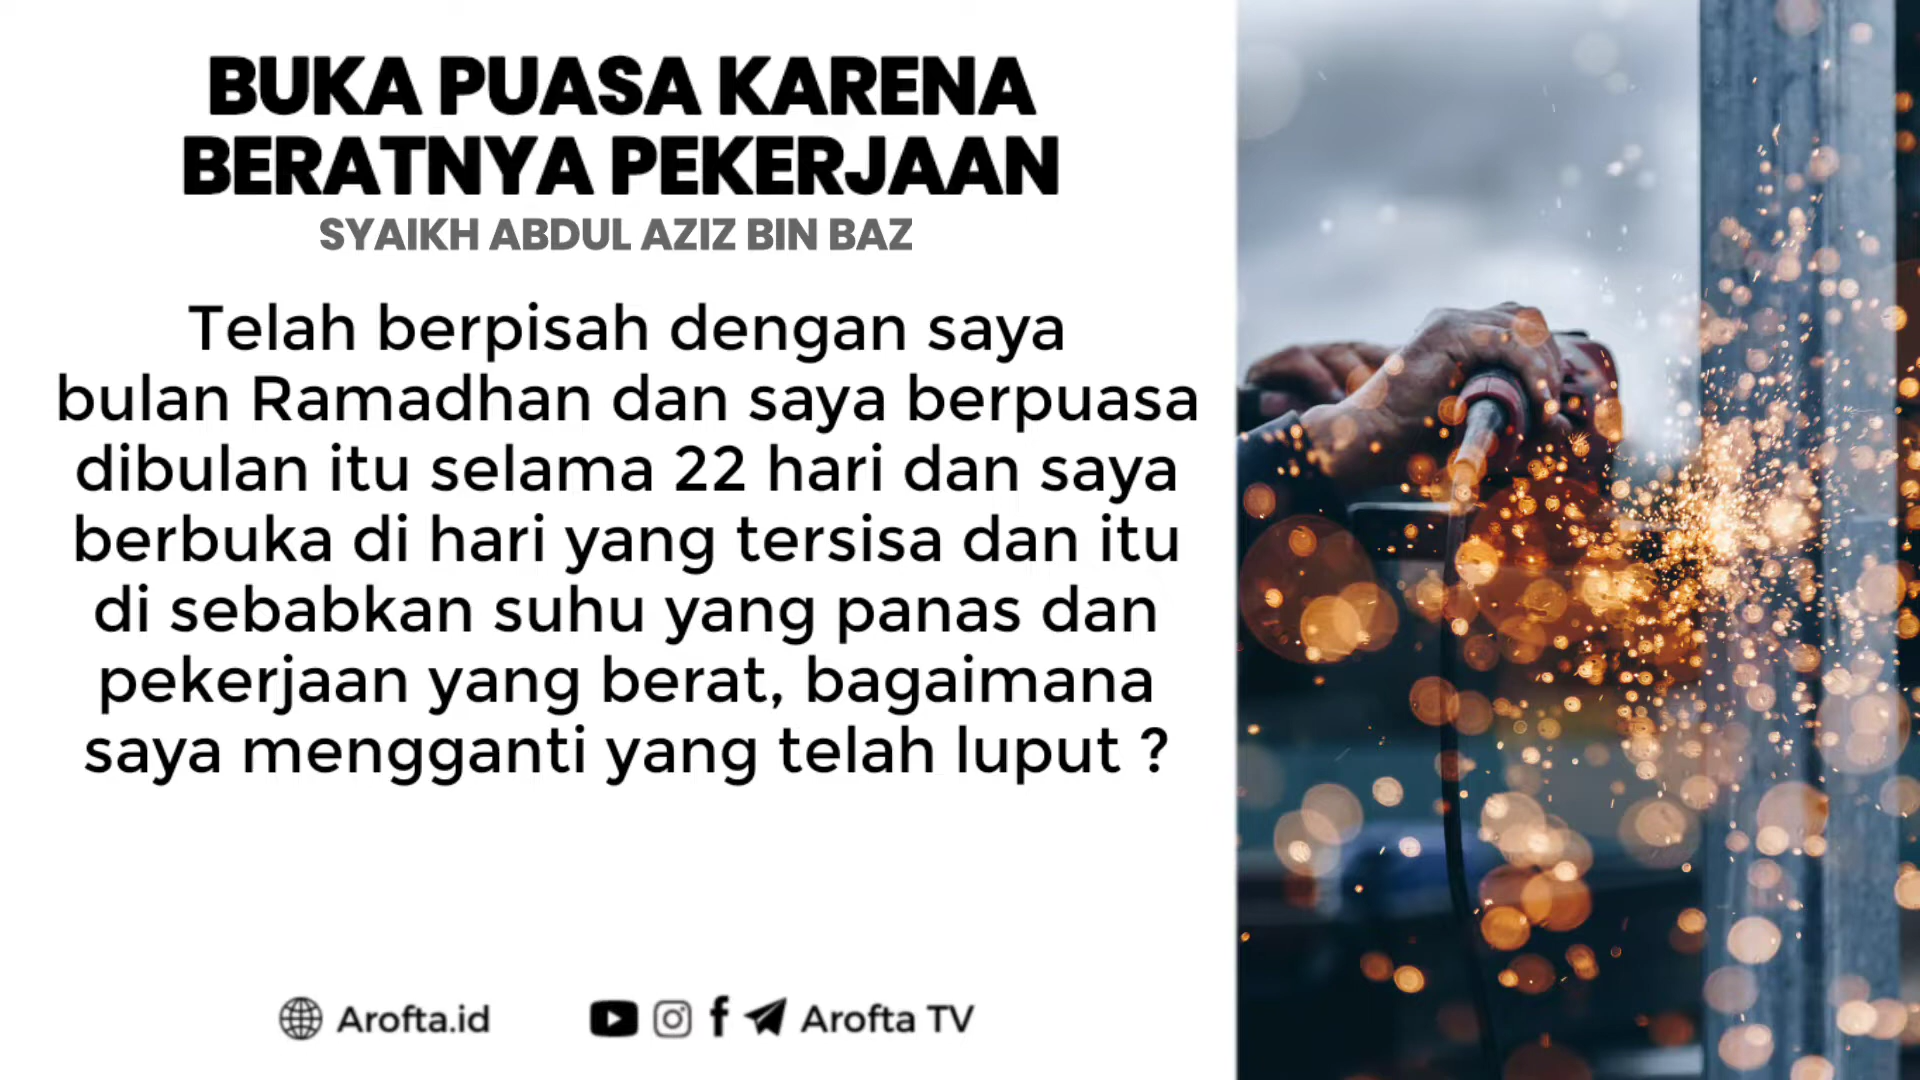 BUKA PUASA KARENA
BERATNYA PEKERJAAN
SYAIKH ABDUL AZIZ BIN BAZ
Telah berpisah dengan saya
bulan Ramadhan dan saya berpuasa
dibulan itu selama 22 hari dan saya
berbuka di hari yang tersisa dan itu
di sebabkan suhu yang panas dan
pekerjaan yang berat, bagaimana
saya mengganti yang telah luput ?
Arofta.id Arofta TV